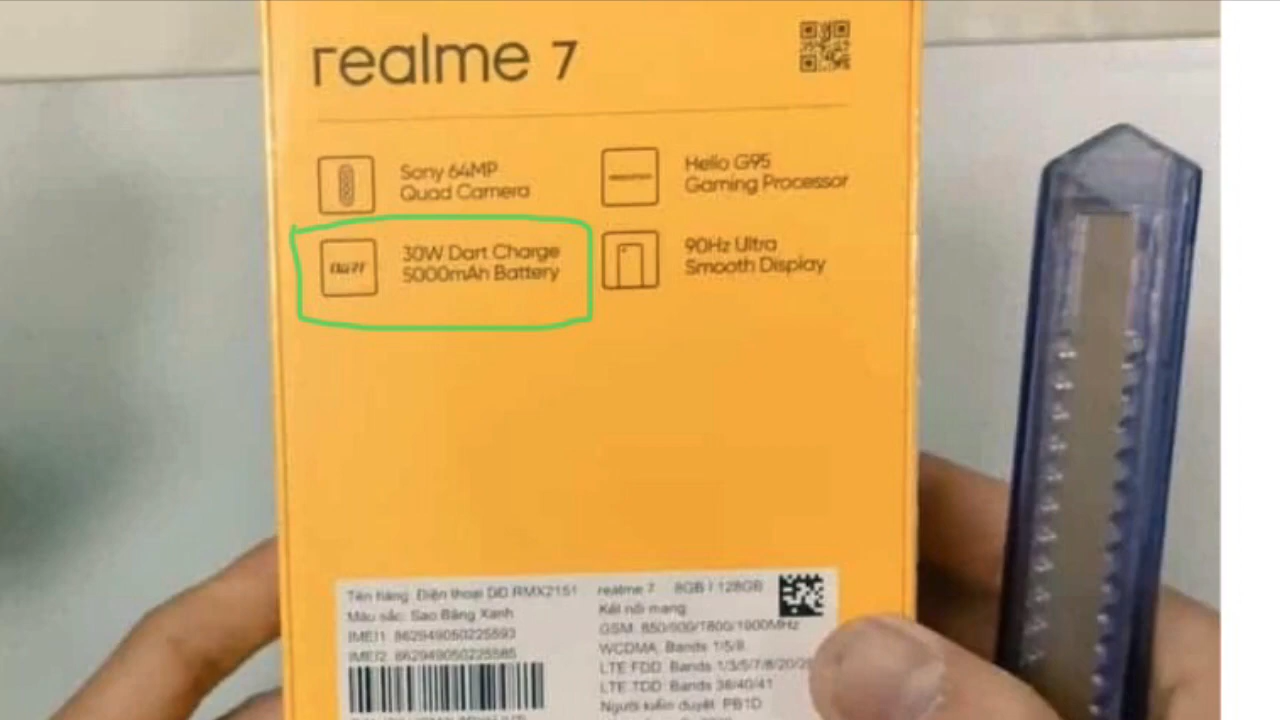 realme 7
Sony 64MP
Quad Camera
Helio G95
Gaming Processor
DART
30W Dart Charge
5000mAh Battery
90Hz Ultra
Smooth Display
Tên hàng: Điện thoại DĐ RMX2151
Màu sắc: Sao Băng Xanh
IMEI1: 862949050225593
IMEI2: 862949050225585
realme 7 8GB / 128GB
Kết nối mạng
GSM: 850/900/1800/1900MHz
WCDMA: Bands 1/5/8
LTE FDD: Bands 1/3/5/7/8/20/28
LTE TDD: Bands 38/40/41
Người kiểm duyệt: PB1D